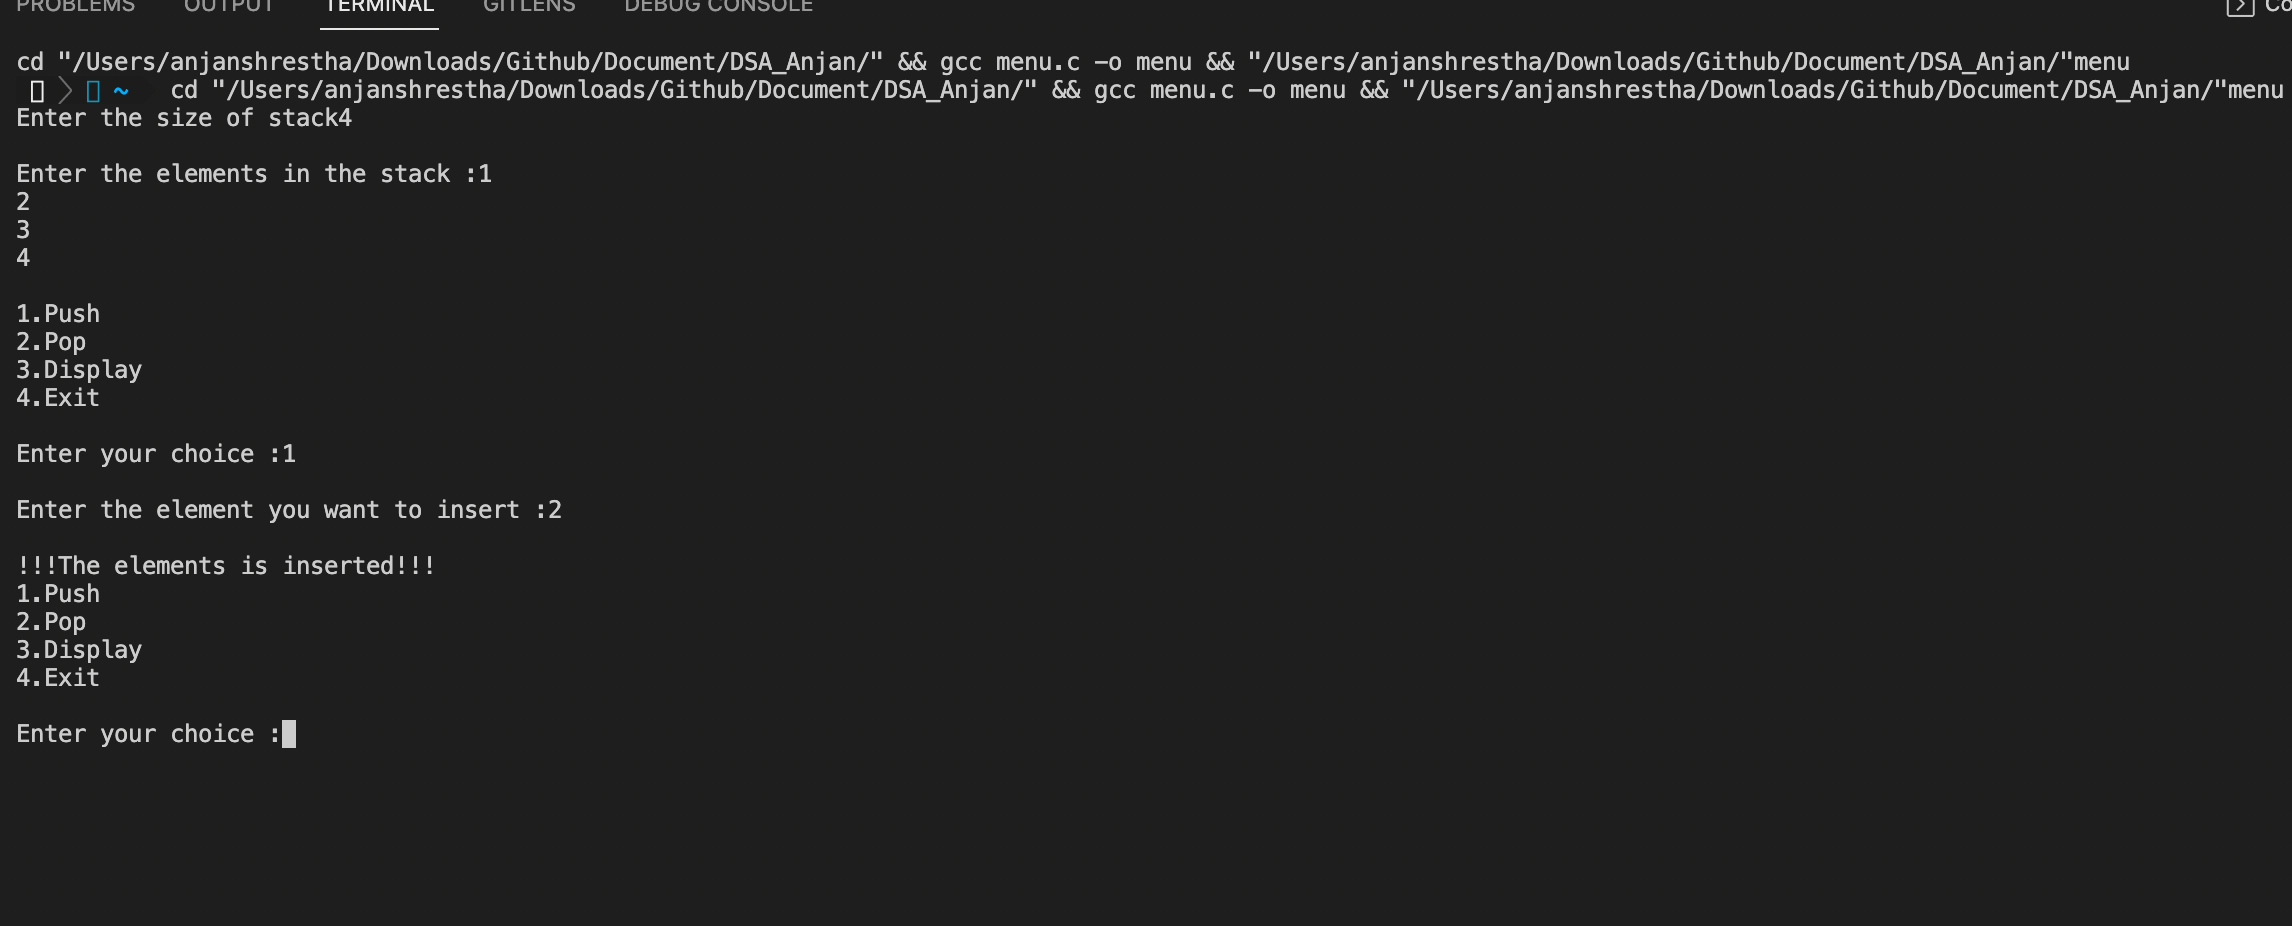 PROBLEMS OUTPUT TERMINAL GITLENS DEBUG CONSOLE
cd "/Users/anjanshrestha/Downloads/Github/Document/DSA_Anjan/" && gcc menu.c -o menu && "/Users/anjanshrestha/Downloads/Github/Document/DSA_Anjan/"menu
~ cd "/Users/anjanshrestha/Downloads/Github/Document/DSA_Anjan/" && gcc menu.c -o menu && "/Users/anjanshrestha/Downloads/Github/Document/DSA_Anjan/"menu
Enter the size of stack4
Enter the elements in the stack :1
2
3
4
1.Push
2.Pop
3.Display
4.Exit
Enter your choice :1
Enter the element you want to insert :2
!!!The elements is inserted!!!
1.Push
2.Pop
3.Display
4.Exit
Enter your choice :